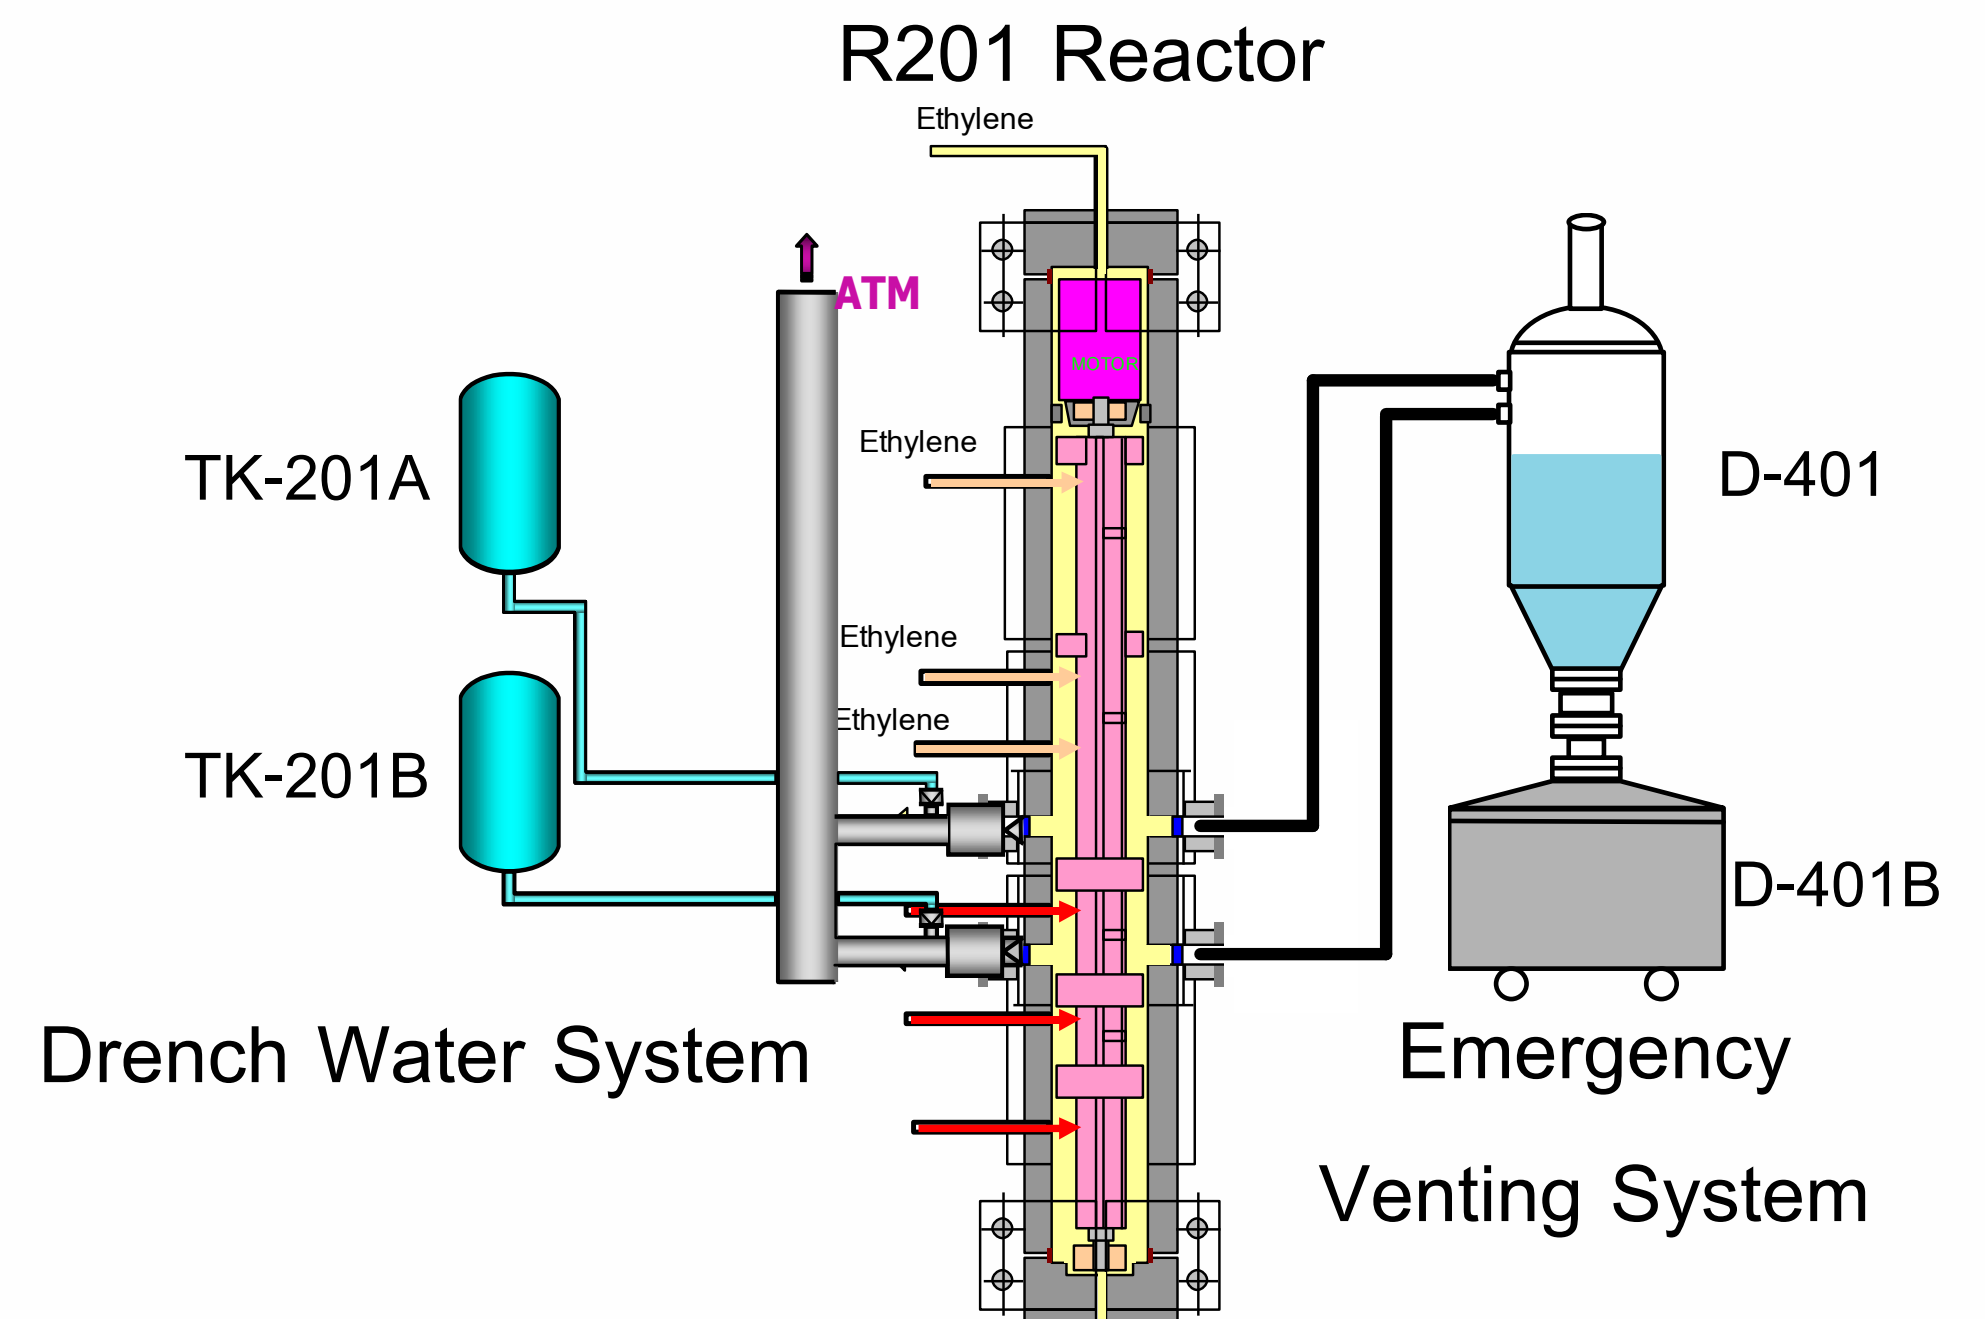 R201 Reactor
Ethylene
ATM
MOTOR
Ethylene
TK-201A
D-401
Ethylene
Ethylene
TK-201B
D-401B
Drench Water System
Emergency
Venting System